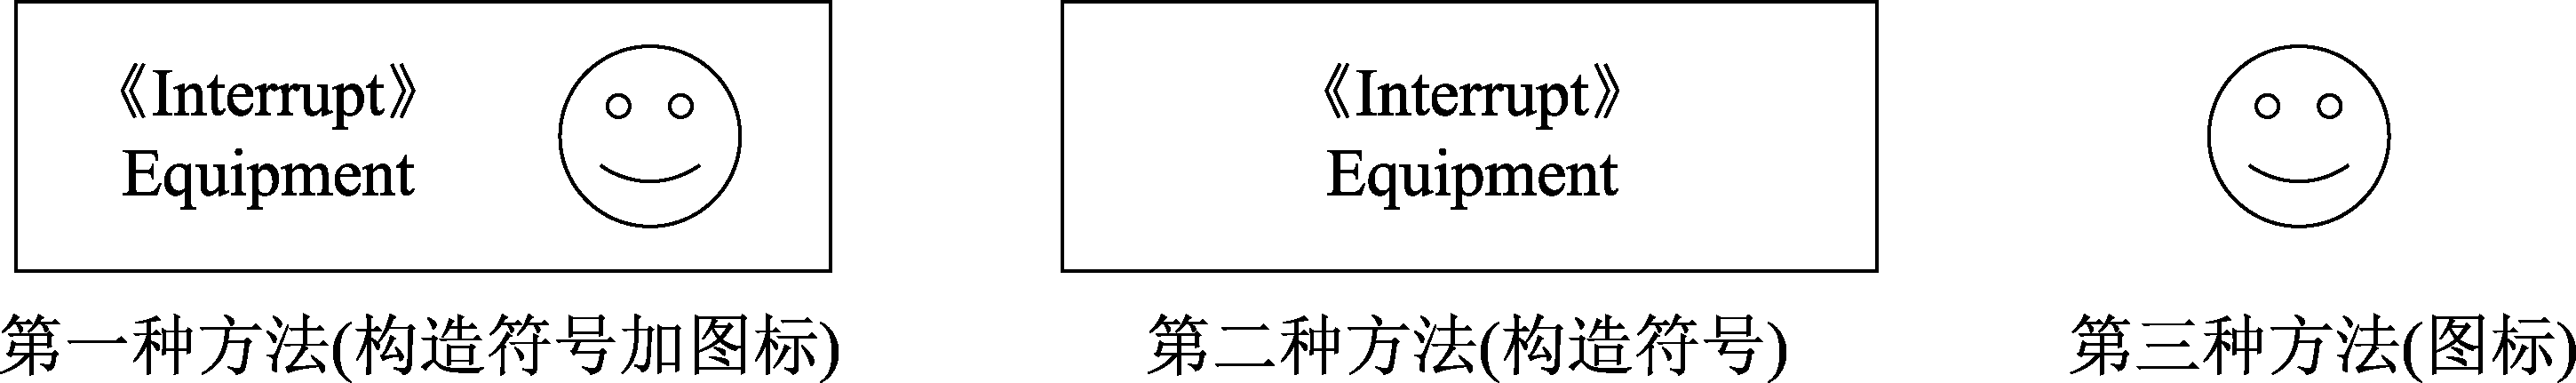 《Interrupt》
Equipment
《Interrupt》
Equipment
第一种方法(构造符号加图标)
第二种方法(构造符号)
第三种方法(图标)